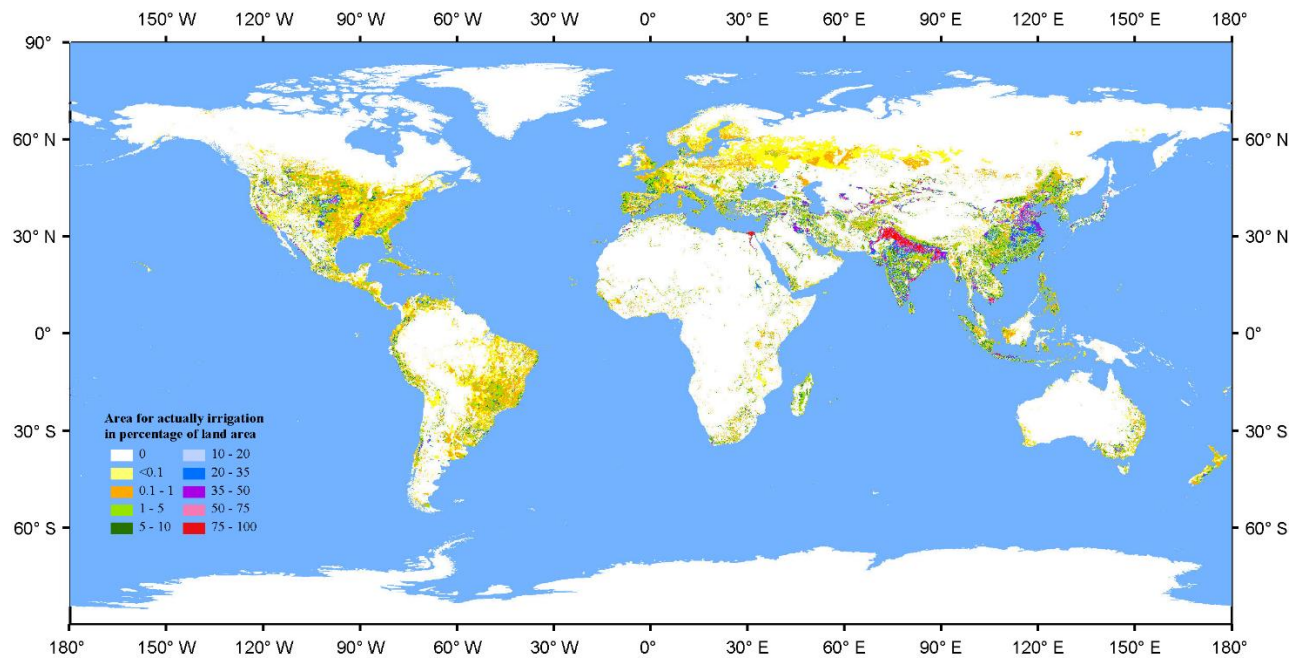 150° W 120° W 90° W 60° W 30° W 0° 30° E 60° E 90° E 120° E 150° E 180°
90°
60° N 60° N
30° N 30° N
0° 0°
30° S 30° S
60° S 60° S
Area for actually irrigation
in percentage of land area
0 10 - 20
<0.1 20 - 35
0.1 - 1 35 - 50
1 - 5 50 - 75
5 - 10 75 - 100
180° 150° W 120° W 90° W 60° W 30° W 0° 30° E 60° E 90° E 120° E 150° E 180°